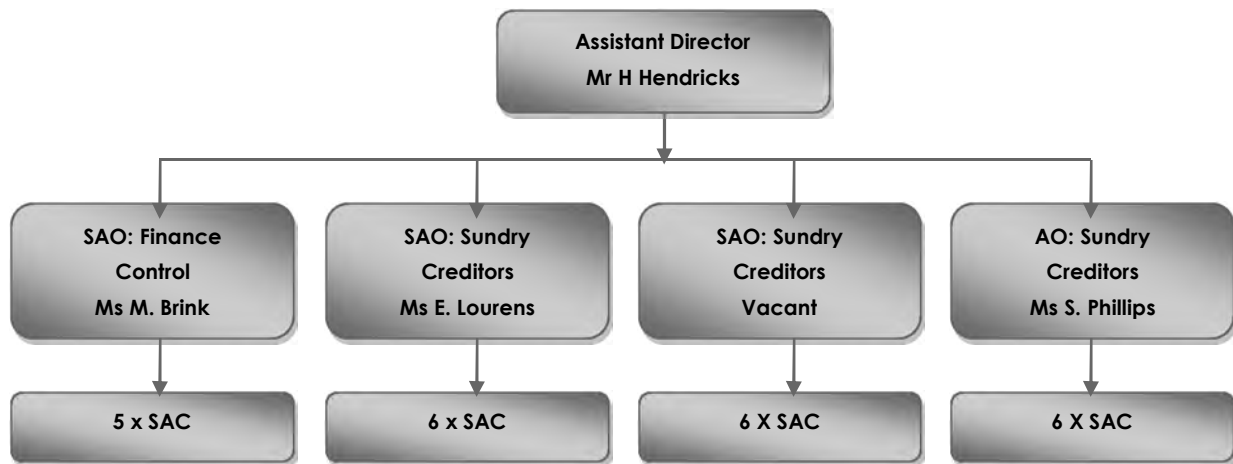 Assistant Director
Mr H Hendricks
SAO: Finance
Control
Ms M. Brink
SAO: Sundry
Creditors
Ms E. Lourens
SAO: Sundry
Creditors
Vacant
AO: Sundry
Creditors
Ms S. Phillips
5 x SAC
6 x SAC
6 X SAC
6 X SAC